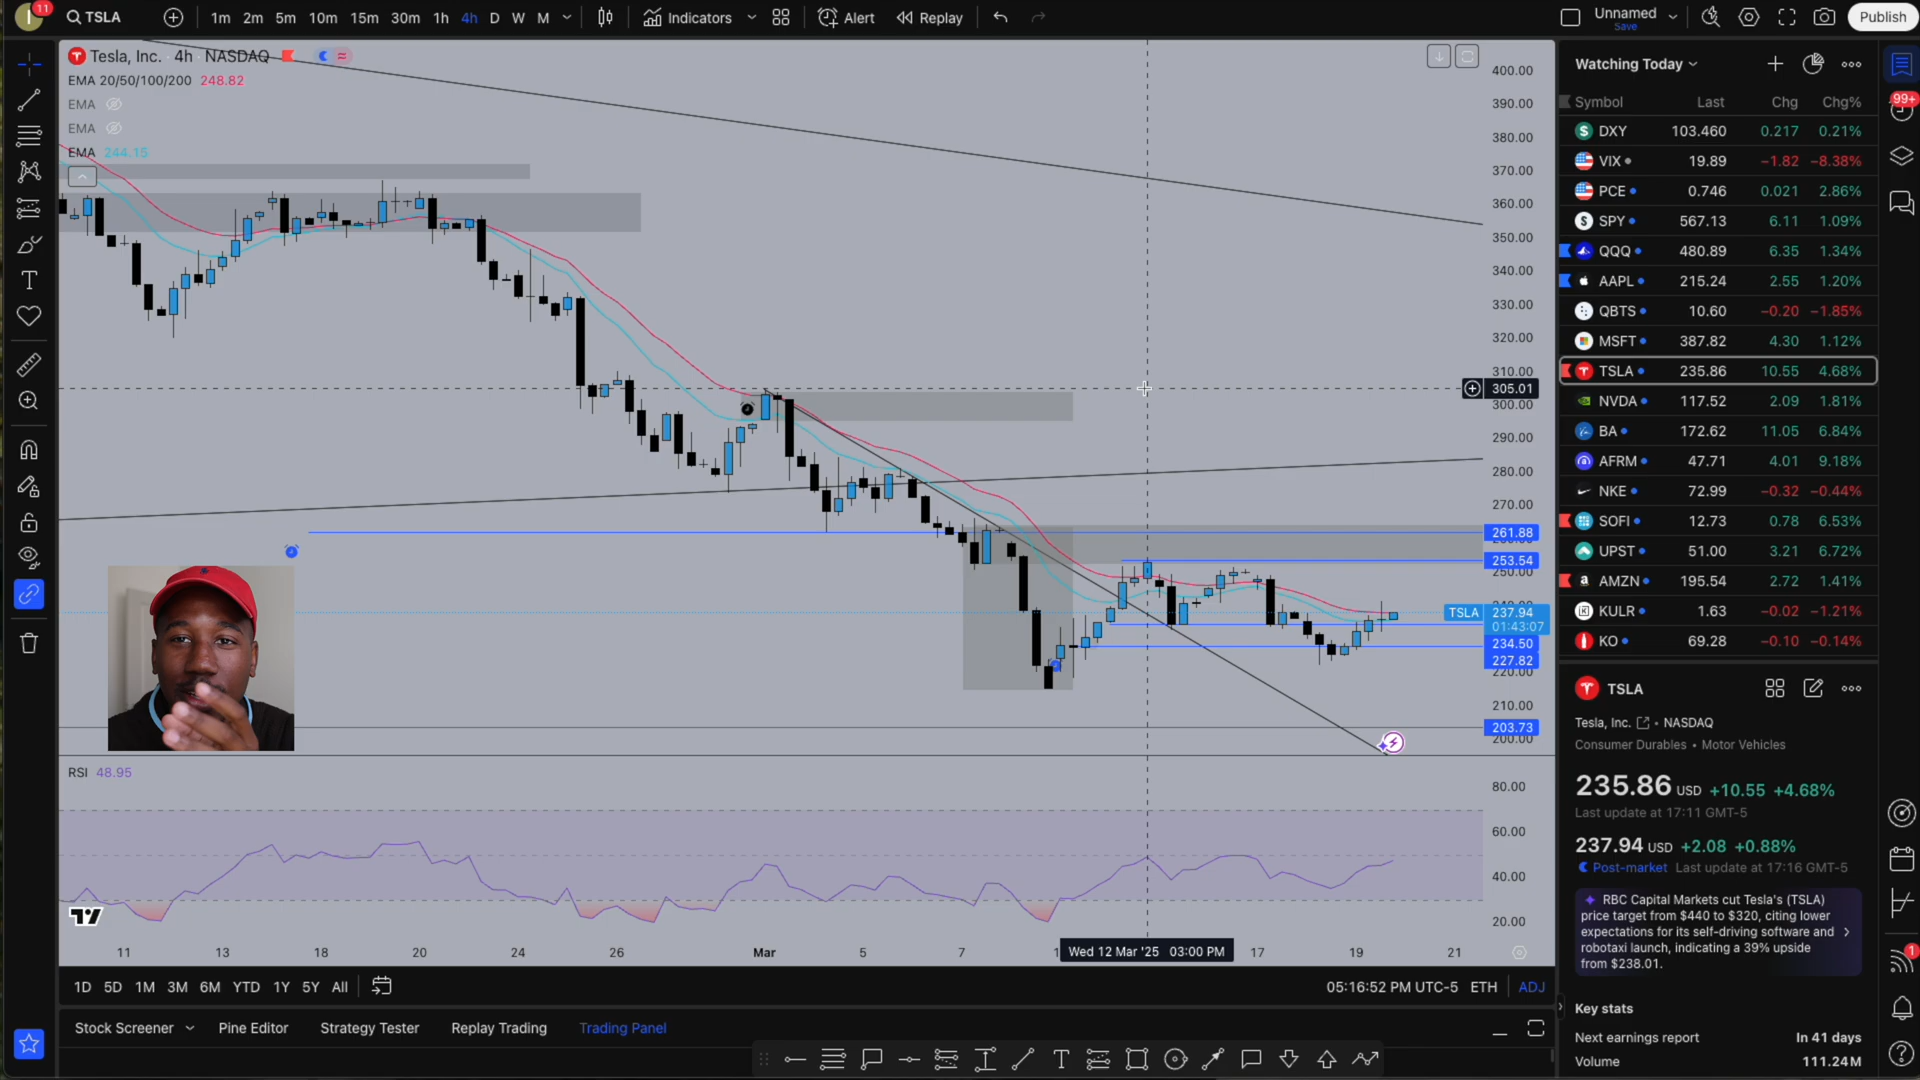 11
TSLA
1m 2m 5m 10m 15m 30m 1h 4h D W M
Indicators
Alert
Replay
Unnamed
Save
Publish
Tesla, Inc. 4h NASDAQ
EMA 20/50/100/200 248.82
EMA
EMA
EMA 244.15
400.00
390.00
380.00
370.00
360.00
350.00
340.00
330.00
320.00
310.00
305.01
300.00
290.00
280.00
270.00
261.88
253.54
250.00
TSLA 237.94
01:43:07
234.50
227.82
220.00
210.00
203.73
200.00
RSI 48.95
80.00
60.00
40.00
20.00
11 13 18 20 24 26 Mar 5 7 1 Wed 12 Mar '25 03:00 PM 17 19 21
1D 5D 1M 3M 6M YTD 1Y 5Y All
05:16:52 PM UTC-5 ETH ADJ
Stock Screener Pine Editor Strategy Tester Replay Trading Trading Panel
Watching Today
99+
Symbol Last Chg Chg%
DXY 103.460 0.217 0.21%
VIX 19.89 −1.82 −8.38%
PCE 0.746 0.021 2.86%
SPY 567.13 6.11 1.09%
QQQ 480.89 6.35 1.34%
AAPL 215.24 2.55 1.20%
QBTS 10.60 −0.20 −1.85%
MSFT 387.82 4.30 1.12%
TSLA 235.86 10.55 4.68%
NVDA 117.52 2.09 1.81%
BA 172.62 11.05 6.84%
AFRM 47.71 4.01 9.18%
NKE 72.99 −0.32 −0.44%
SOFI 12.73 0.78 6.53%
UPST 51.00 3.21 6.72%
AMZN 195.54 2.72 1.41%
KULR 1.63 −0.02 −1.21%
KO 69.28 −0.10 −0.14%
TSLA
Tesla, Inc. • NASDAQ
Consumer Durables • Motor Vehicles
235.86 USD +10.55 +4.68%
Last update at 17:11 GMT-5
237.94 USD +2.08 +0.88%
Post-market Last update at 17:16 GMT-5
RBC Capital Markets cut Tesla's (TSLA)
price target from $440 to $320, citing lower
expectations for its self-driving software and
robotaxi launch, indicating a 39% upside
from $238.01.
1
Key stats
Next earnings report In 41 days
Volume 111.24M